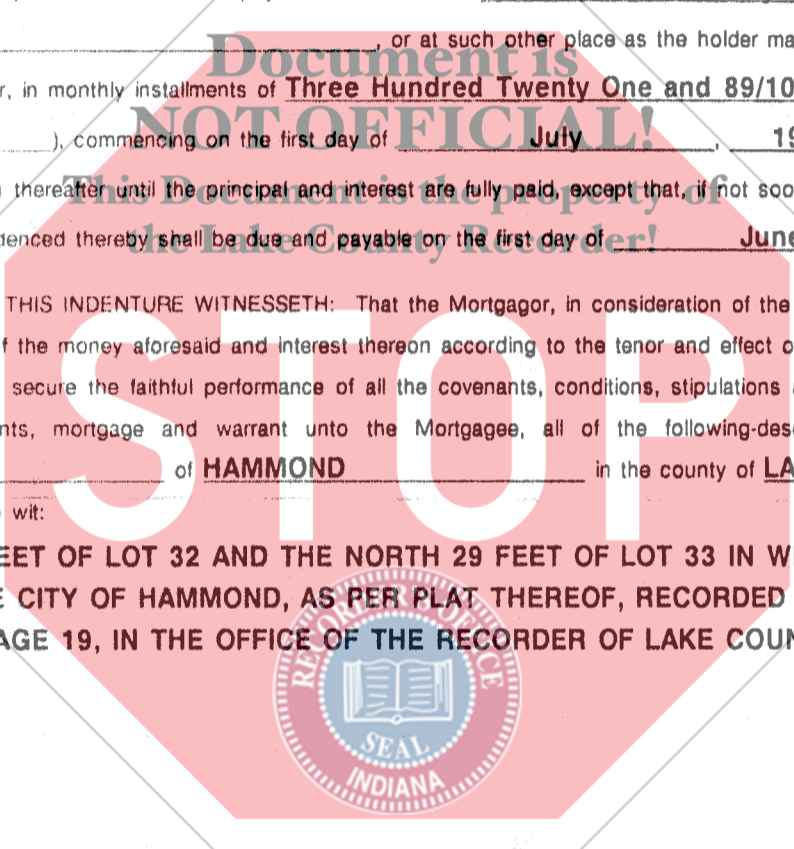 , or at such other place as the holder ma
Document is
r, in monthly installments of Three Hundred Twenty One and 89/10
NOT OFFICIAL!
), commencing on the first day of July , 19
This Document is the property of
thereafter until the principal and interest are fully paid, except that, if not soo
the Lake County Recorder!
denced thereby shall be due and payable on the first day of June
THIS INDENTURE WITNESSETH: That the Mortgagor, in consideration of the
f the money aforesaid and interest thereon according to the tenor and effect o
secure the faithful performance of all the covenants, conditions, stipulations
STOP
nts, mortgage and warrant unto the Mortgagee, all of the following-des
of HAMMOND in the county of LA
wit:
EET OF LOT 32 AND THE NORTH 29 FEET OF LOT 33 IN W
E CITY OF HAMMOND, AS PER PLAT THEREOF, RECORDED
AGE 19, IN THE OFFICE OF THE RECORDER OF LAKE COUN
RECORDER'S OFFICE
SEAL
INDIANA